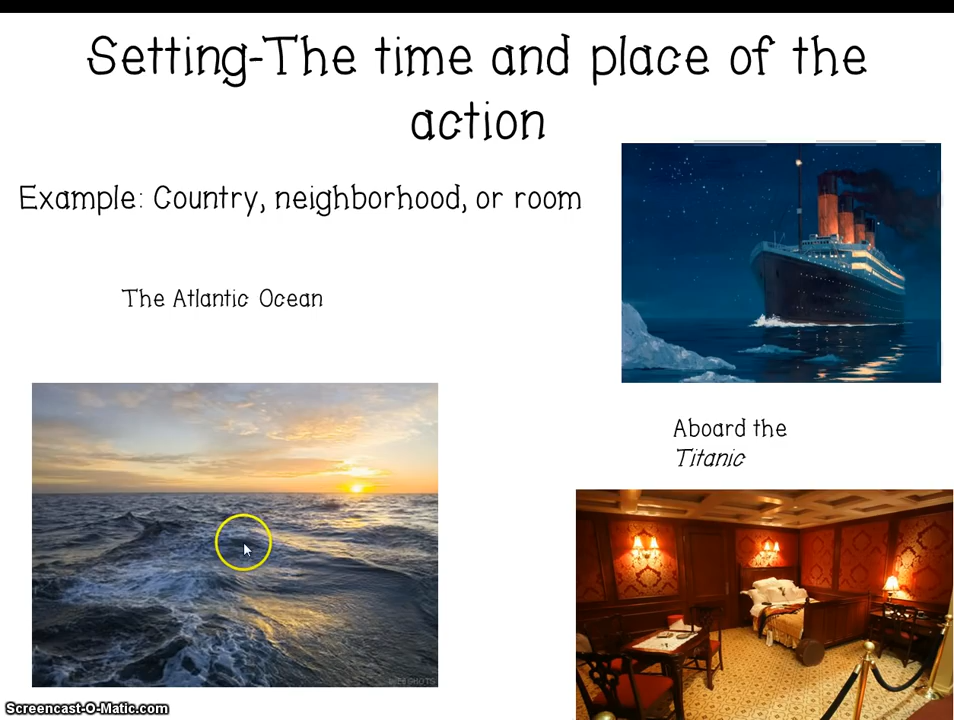 Setting-The time and place of the
action
Example: Country, neighborhood, or room
The Atlantic Ocean
Aboard the
Titanic
WEBSHOTS
Screencast-O-Matic.com